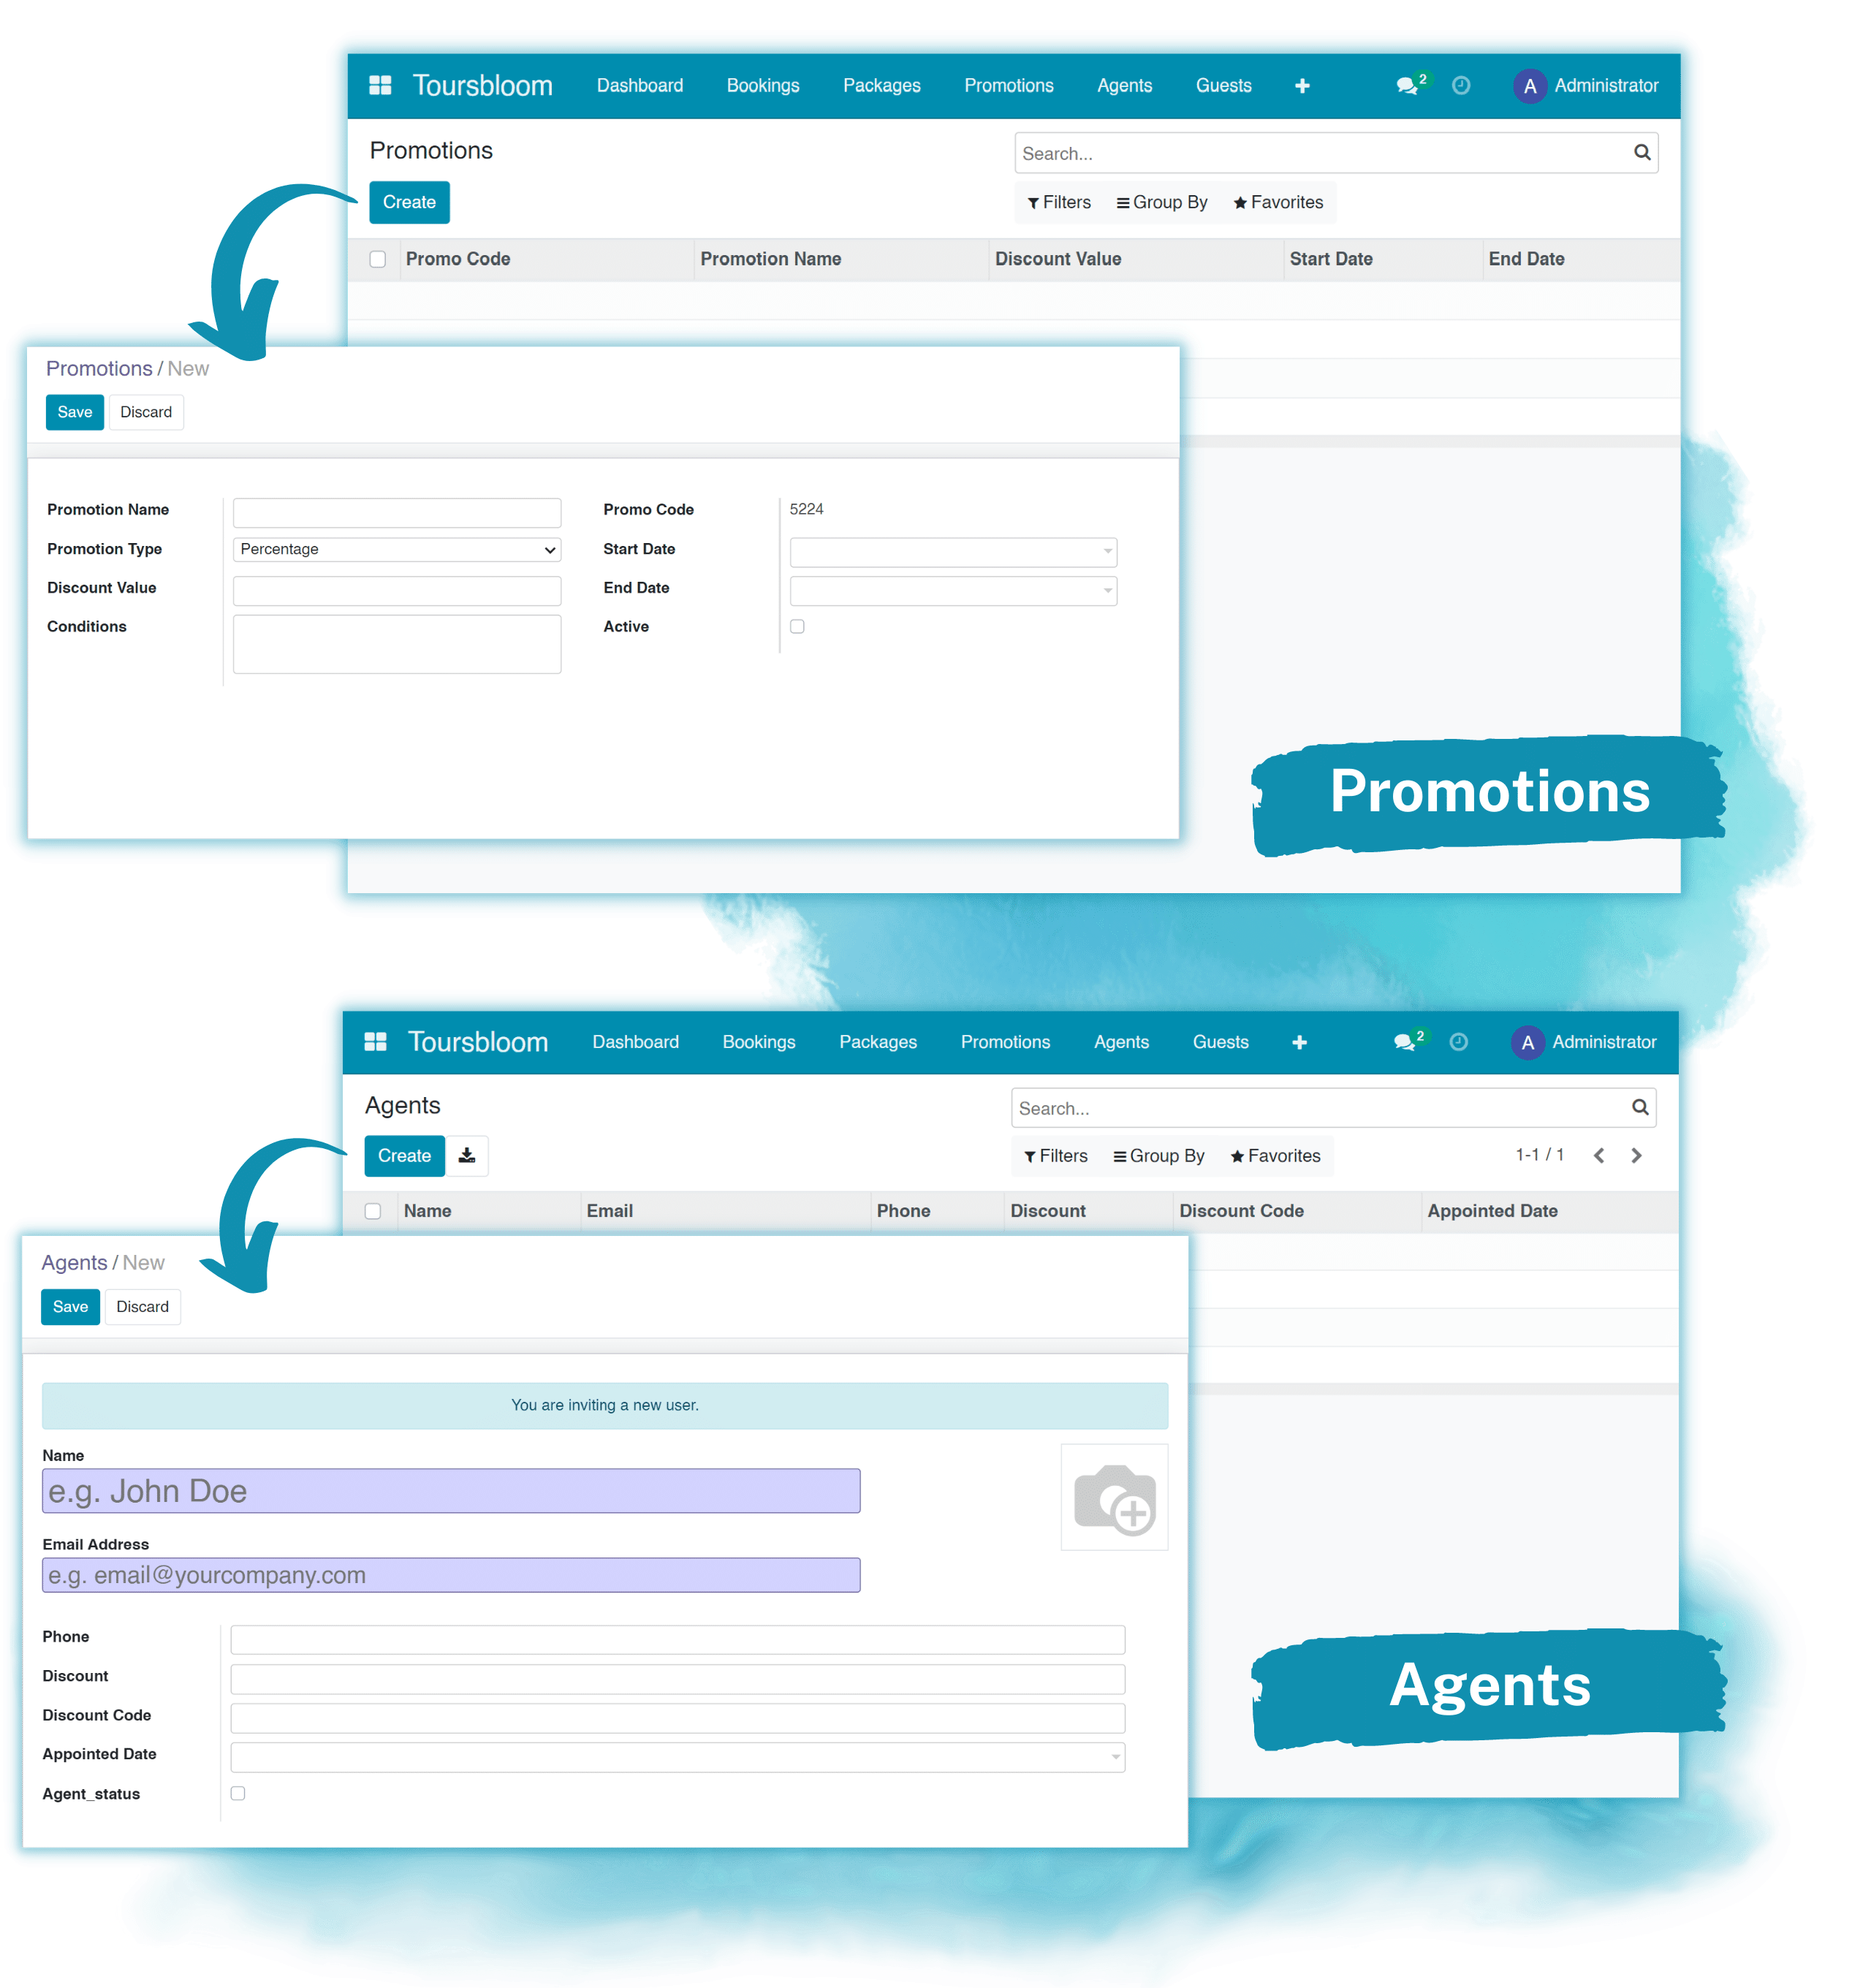 Toursbloom Dashboard Bookings Packages Promotions Agents Guests 2 A Administrator
Promotions
Search...
Create
Filters Group By Favorites
Promo Code Promotion Name Discount Value Start Date End Date
Promotions / New
Save Discard
Promotion Name
Promo Code 5224
Promotion Type Percentage
Start Date
Discount Value
End Date
Conditions
Active
Promotions
Toursbloom Dashboard Bookings Packages Promotions Agents Guests 2 A Administrator
Agents
Search...
Create
Filters Group By Favorites 1-1 / 1
Name Email Phone Discount Discount Code Appointed Date
Agents / New
Save Discard
You are inviting a new user.
Name
e.g. John Doe
Email Address
e.g. email@yourcompany.com
Phone
Discount
Discount Code
Appointed Date
Agent_status
Agents